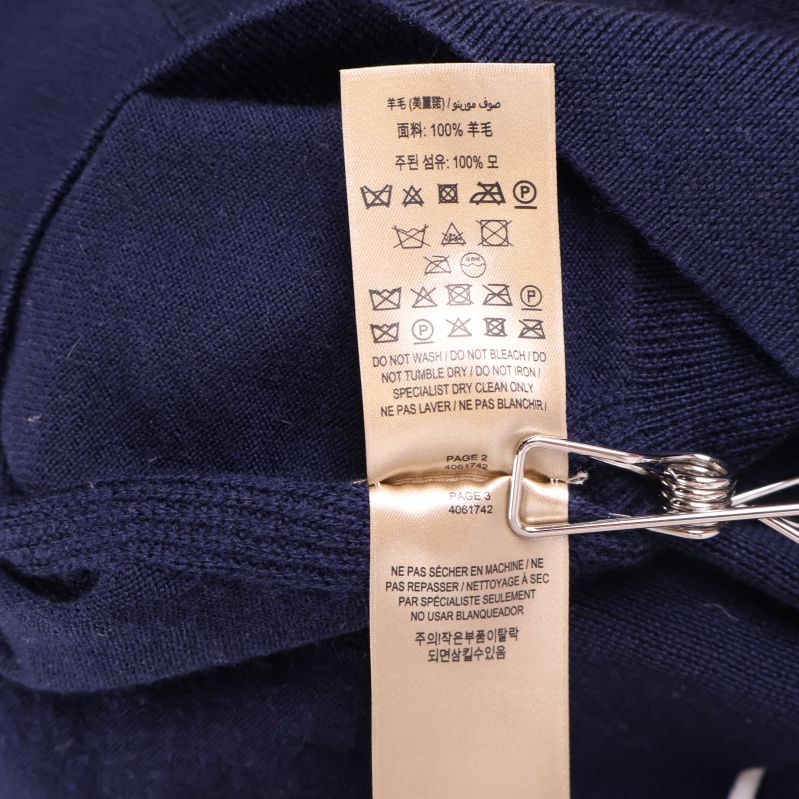 羊毛 (美麗諾) / صوف مورينو
面料: 100% 羊毛
주된 섬유: 100% 모
P
P
P
DO NOT WASH / DO NOT BLEACH / DO
NOT TUMBLE DRY / DO NOT IRON /
SPECIALIST DRY CLEAN ONLY
NE PAS LAVER / NE PAS BLANCHIR /
PAGE 2
4061742
PAGE 3
4061742
NE PAS SÉCHER EN MACHINE / NE
PAS REPASSER / NETTOYAGE À SEC
PAR SPÉCIALISTE SEULEMENT
NO USAR BLANQUEADOR
주의!작은부품이탈락
되면삼킬수있음